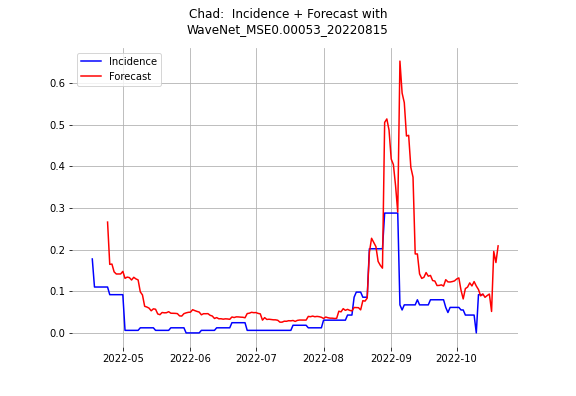 Chad:  Incidence + Forecast with
WaveNet_MSE0.00053_20220815
Incidence
Forecast
0.6
0.5
0.4
0.3
0.2
0.1
0.0
2022-05 2022-06 2022-07 2022-08 2022-09 2022-10